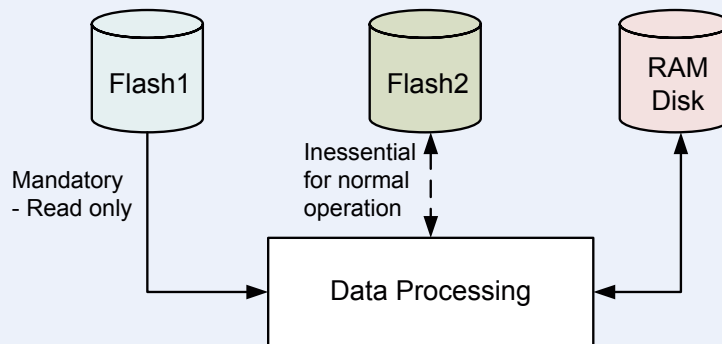 Flash1
Flash2
RAM
Disk
Mandatory
- Read only
Inessential
for normal
operation
Data Processing